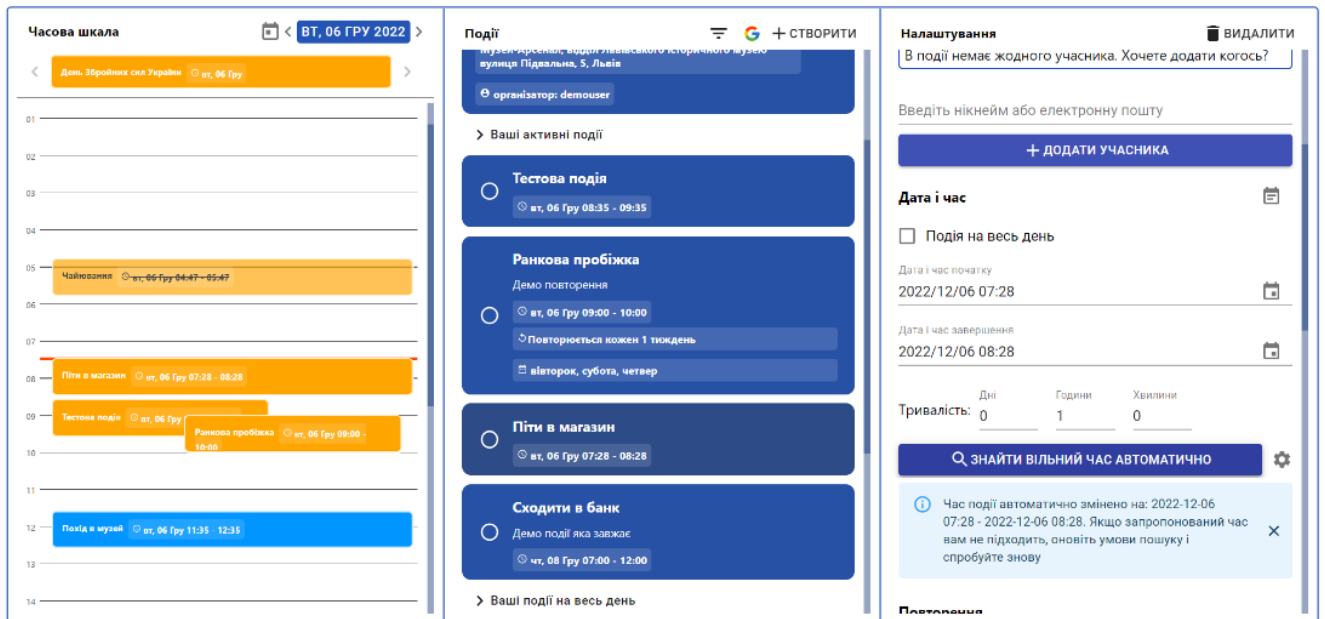 Часова шкала
ВТ, 06 ГРУ 2022
День Збройних сил України вт, 06 Гру
01
02
03
04
05
Чаювання вт, 06 Гру 04:47 - 05:47
06
07
08
Піти в магазин вт, 06 Гру 07:28 - 08:28
09
Тестова подія вт, 06 Гру
Ранкова пробіжка вт, 06 Гру 09:00 -
10:00
10
11
12
Похід в музей вт, 06 Гру 11:35 - 12:35
13
14
Події
СТВОРИТИ
Музей-Арсенал, відділ Львівського історичного музею
вулиця Підвальна, 5, Львів
організатор: demouser
Ваші активні події
Тестова подія
вт, 06 Гру 08:35 - 09:35
Ранкова пробіжка
Демо повторення
вт, 06 Гру 09:00 - 10:00
Повторюється кожен 1 тиждень
вівторок, субота, четвер
Піти в магазин
вт, 06 Гру 07:28 - 08:28
Сходити в банк
Демо події яка завжає
чт, 08 Гру 07:00 - 12:00
Ваші події на весь день
Налаштування
ВИДАЛИТИ
В події немає жодного учасника. Хочете додати когось?
Введіть нікнейм або електронну пошту
ДОДАТИ УЧАСНИКА
Дата і час
Подія на весь день
Дата і час початку
2022/12/06 07:28
Дата і час завершення
2022/12/06 08:28
Дні Години Хвилини
Тривалість: 0 1 0
ЗНАЙТИ ВІЛЬНИЙ ЧАС АВТОМАТИЧНО
Час події автоматично змінено на: 2022-12-06
07:28 - 2022-12-06 08:28. Якщо запропонований час
вам не підходить, оновіть умови пошуку і
спробуйте знову
Повторення